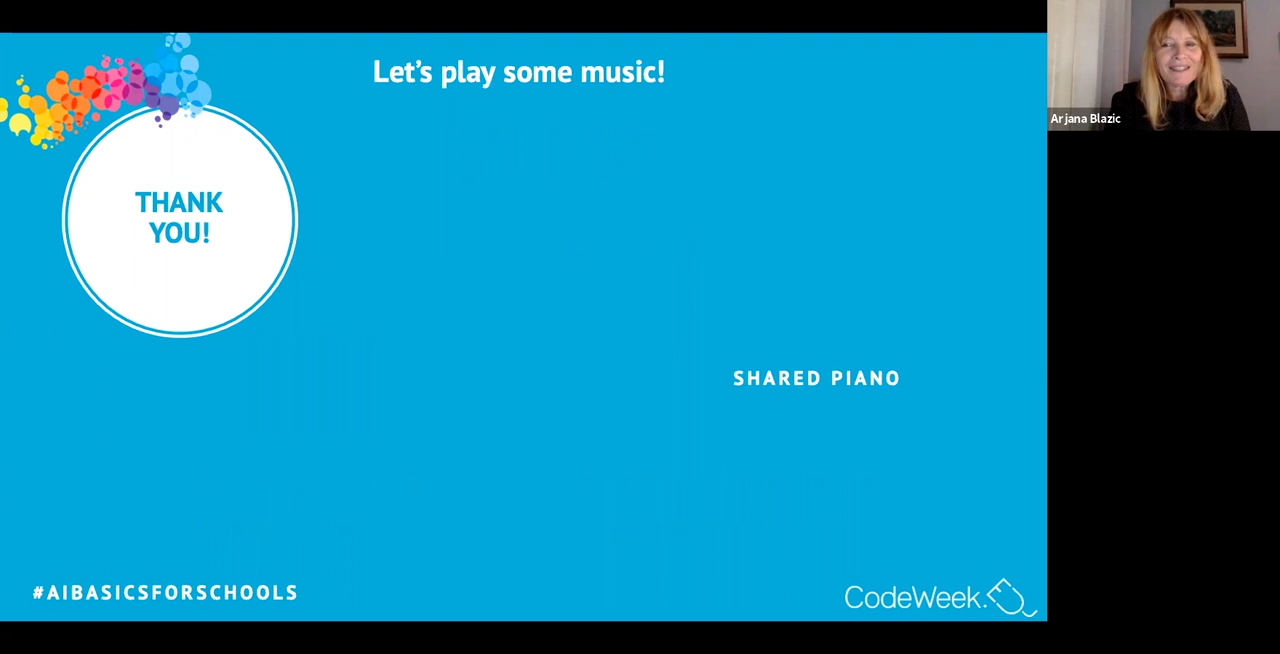 Let's play some music!
Arjana Blazic
THANK
YOU!
SHARED PIANO
#AIBASICSFORSCHOOLS
CodeWeek.